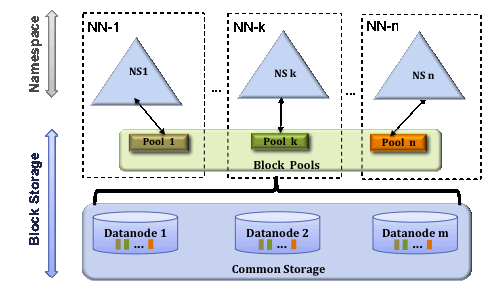 Namespace
Block Storage
NN-1
NN-k
NN-n
NS1
...
NS k
...
NS n
Pool 1
Pool k
Pool n
Block Pools
Datanode 1
...
Datanode 2
...
Datanode m
...
Common Storage